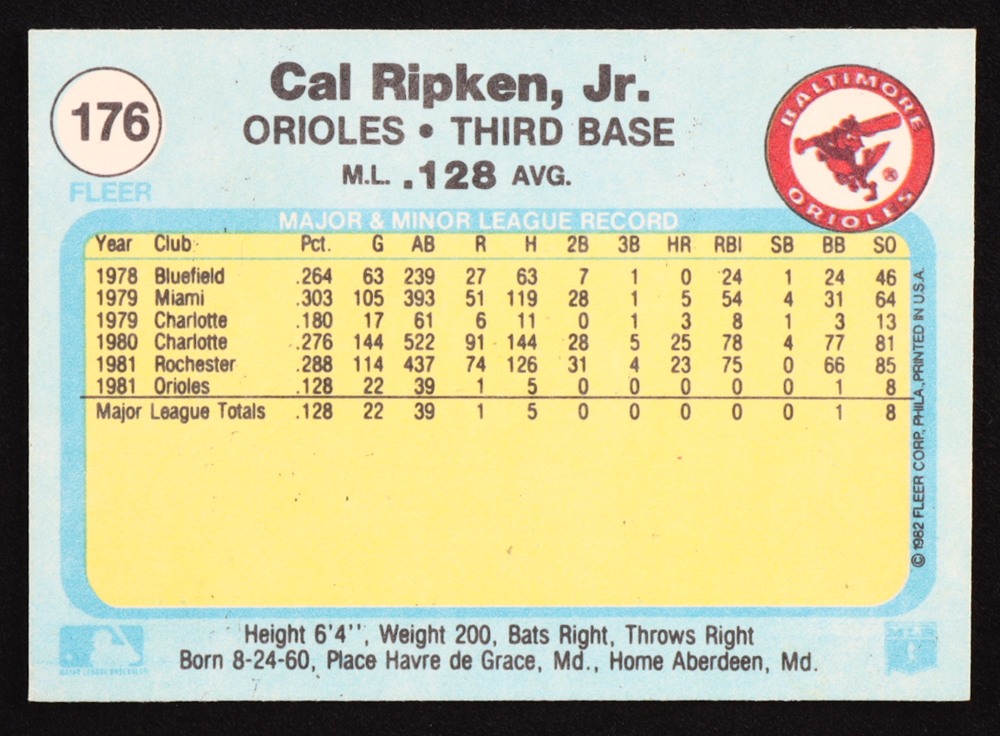 176
FLEER
Cal Ripken, Jr.
ORIOLES • THIRD BASE
M.L. .128 AVG.
BALTIMORE
ORIOLES
®
MAJOR & MINOR LEAGUE RECORD
Year Club Pct. G AB R H 2B 3B HR RBI SB BB SO
1978 Bluefield .264 63 239 27 63 7 1 0 24 1 24 46
1979 Miami .303 105 393 51 119 28 1 5 54 4 31 64
1979 Charlotte .180 17 61 6 11 0 1 3 8 1 3 13
1980 Charlotte .276 144 522 91 144 28 5 25 78 4 77 81
1981 Rochester .288 114 437 74 126 31 4 23 75 0 66 85
1981 Orioles .128 22 39 1 5 0 0 0 0 0 1 8
Major League Totals .128 22 39 1 5 0 0 0 0 0 1 8
© 1982 FLEER CORP., PHILA., PRINTED IN U.S.A.
Height 6'4'', Weight 200, Bats Right, Throws Right
Born 8-24-60, Place Havre de Grace, Md., Home Aberdeen, Md.
MAJOR LEAGUE BASEBALL